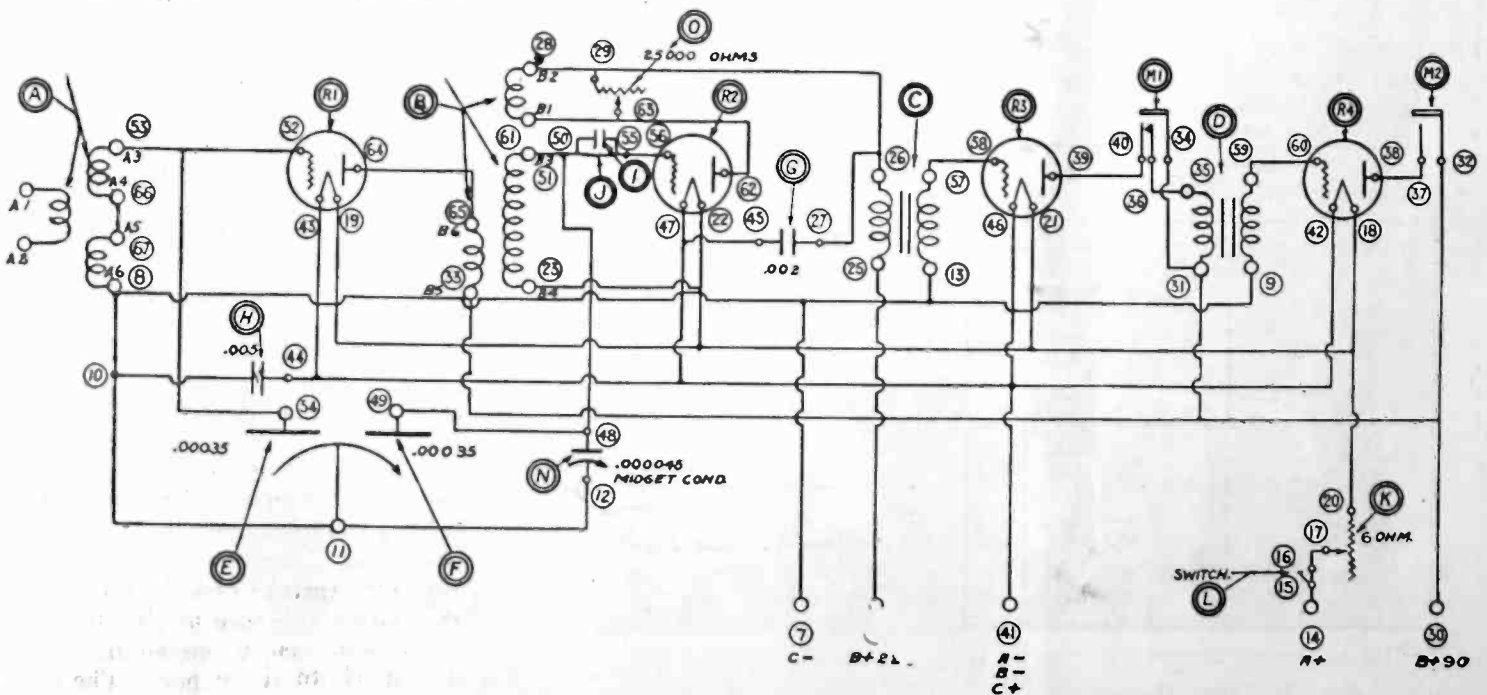 O
28 29 25000 OHMS
A B2 C M1 M2
R1 B R2 R3 D R4
53 52 64 B1 63 G 26 58 40 34 59 60 38 32
A3 61 50 55 56 57 39 35
A4 B3 51
66 I 62 36 37
A7 A5 J
67 43 19 65 47 22 45 27 46 21 42 18
A8 A6 B6
8 33 23 .002 25 13 31 9
B5 B4
H
.005 44
10
54 49
.00035 .00035 48
N .000045
MIDGET COND.
12 20 K
11 17 6 OHM.
E F 16
SWITCH.
L 15
7 41 14 30
C- A- A+ B+90
B-
C+